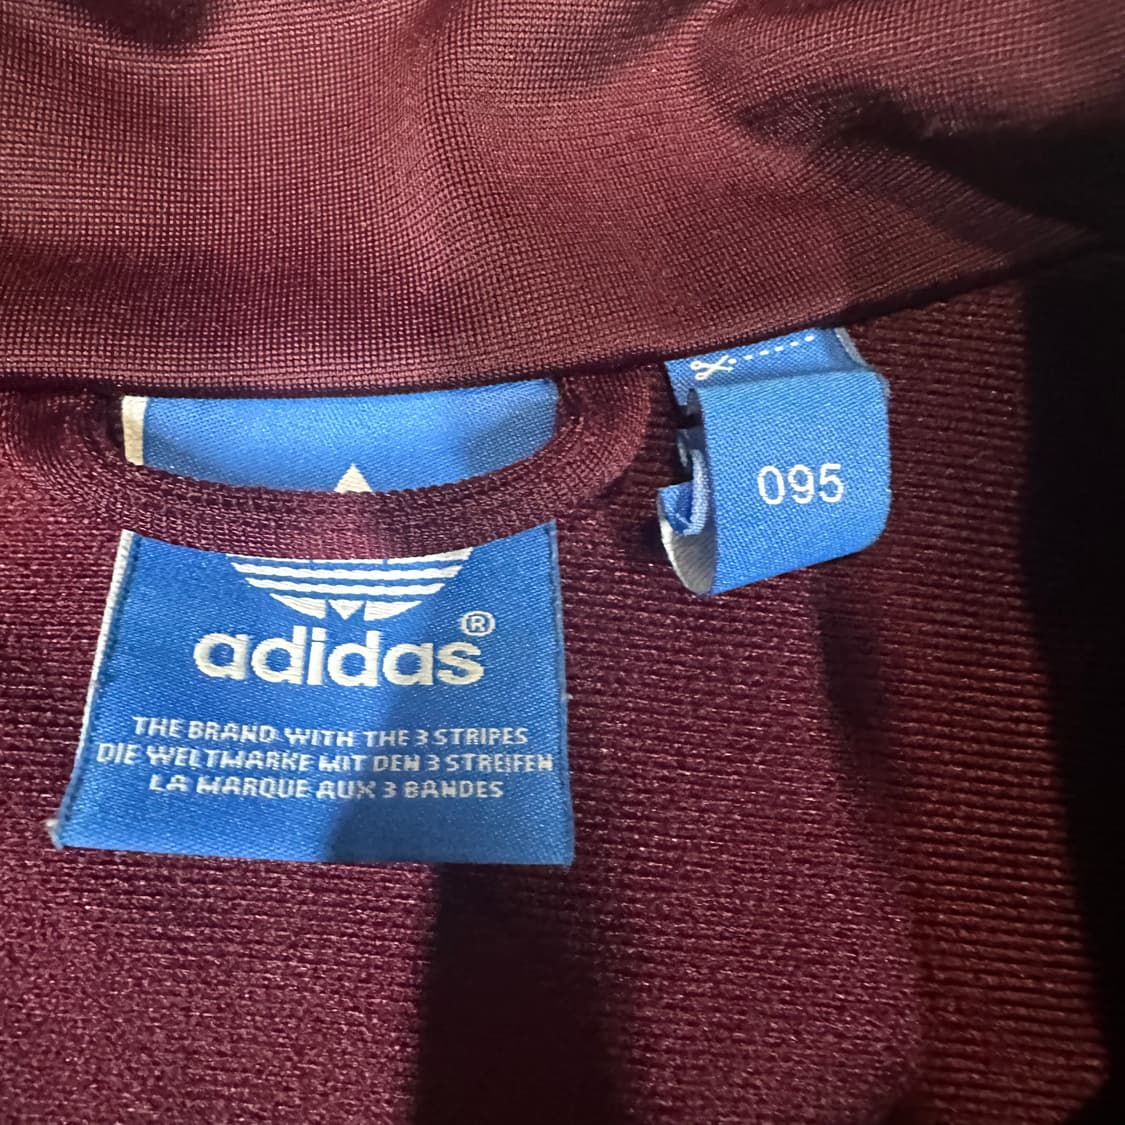 adidas®
THE BRAND WITH THE 3 STRIPES
DIE WELTMARKE MIT DEN 3 STREIFEN
LA MARQUE AUX 3 BANDES
095